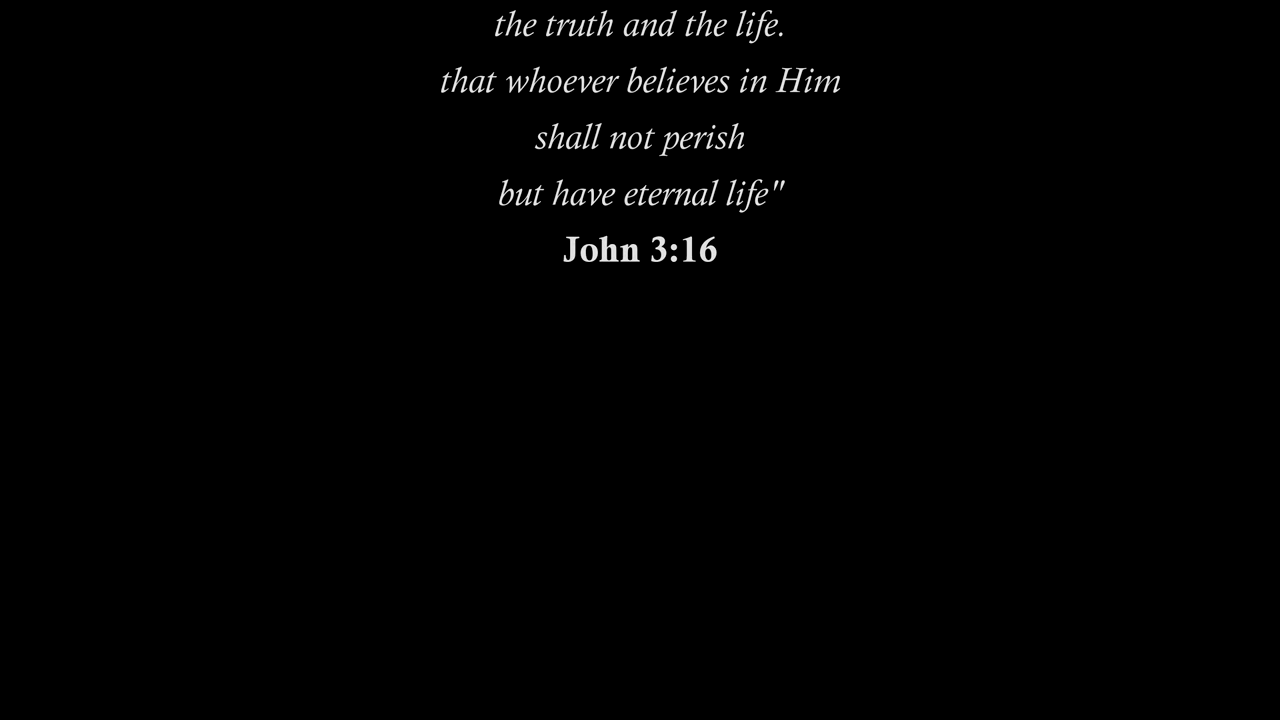 the truth and the life.
that whoever believes in Him
shall not perish
but have eternal life"
John 3:16